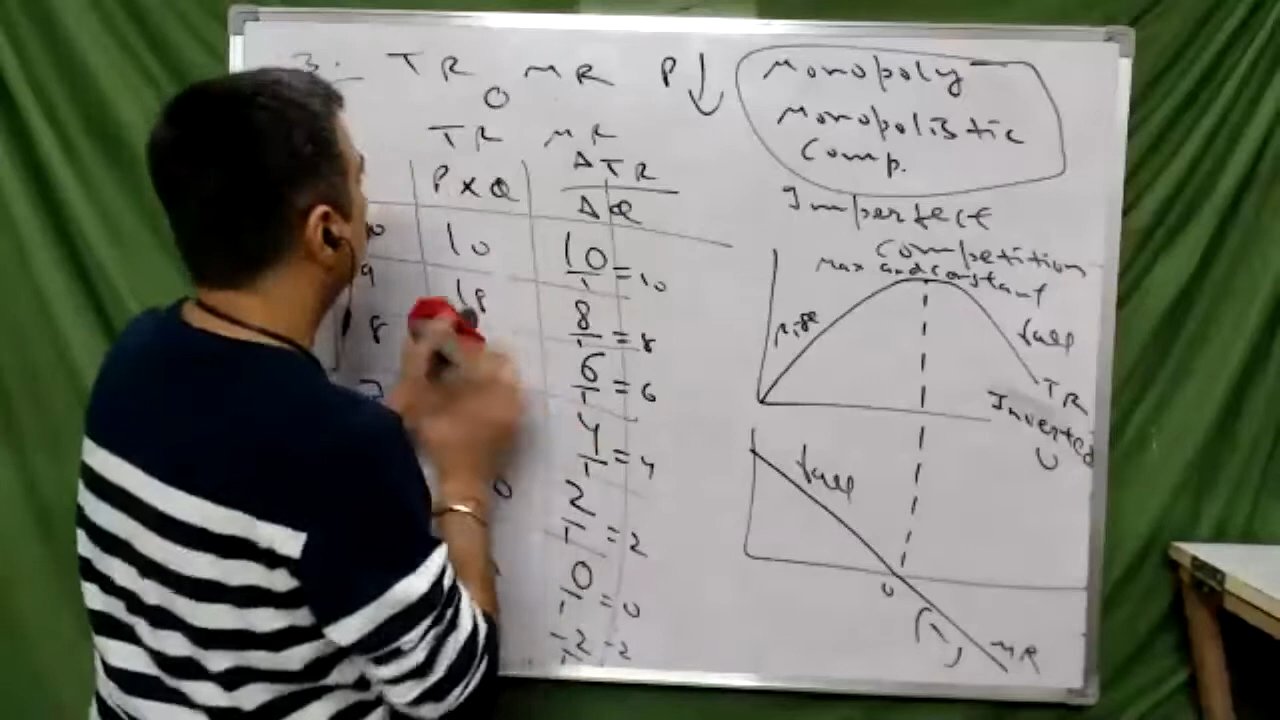 3. TR MR P↓
0
TR MR
P x Q ΔTR
ΔQ
10 10 10/1 = 10
9 18 8/1 = 8
8 6/1 = 6
7 4/1 = 4
0 2/1 = 2
0/1 = 0
-2/1 -2
Monopoly
Monopolistic
Comp.
Imperfect
Competition
Max and constant
rise
fall
TR
Inverted
U
fall
0
(-)
MR